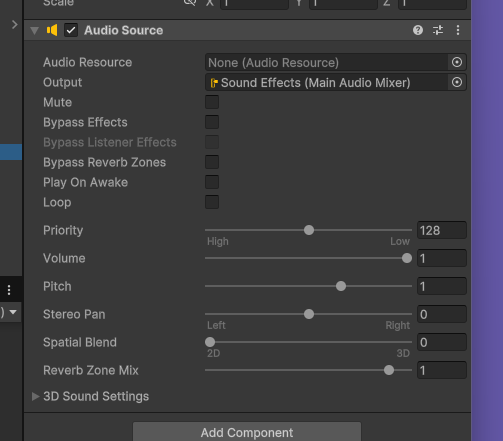 Scale X 1 Y 1 Z 1
Audio Source
Audio Resource None (Audio Resource)
Output Sound Effects (Main Audio Mixer)
Mute
Bypass Effects
Bypass Listener Effects
Bypass Reverb Zones
Play On Awake
Loop
Priority 128
High Low
Volume 1
Pitch 1
Stereo Pan 0
Left Right
Spatial Blend 0
2D 3D
Reverb Zone Mix 1
3D Sound Settings
Add Component